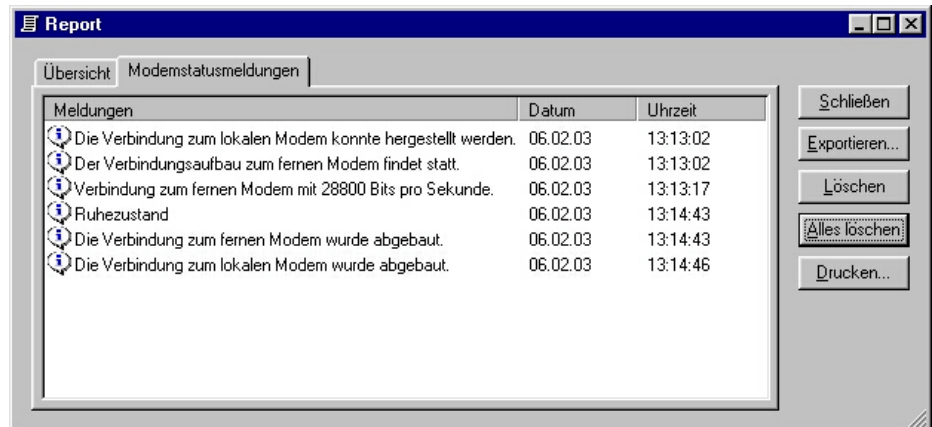 Report
Übersicht Modemstatusmeldungen
Meldungen Datum Uhrzeit
Die Verbindung zum lokalen Modem konnte hergestellt werden. 06.02.03 13:13:02
Der Verbindungsaufbau zum fernen Modem findet statt. 06.02.03 13:13:02
Verbindung zum fernen Modem mit 28800 Bits pro Sekunde. 06.02.03 13:13:17
Ruhezustand 06.02.03 13:14:43
Die Verbindung zum fernen Modem wurde abgebaut. 06.02.03 13:14:43
Die Verbindung zum lokalen Modem wurde abgebaut. 06.02.03 13:14:46
Schließen
Exportieren...
Löschen
Alles löschen
Drucken...